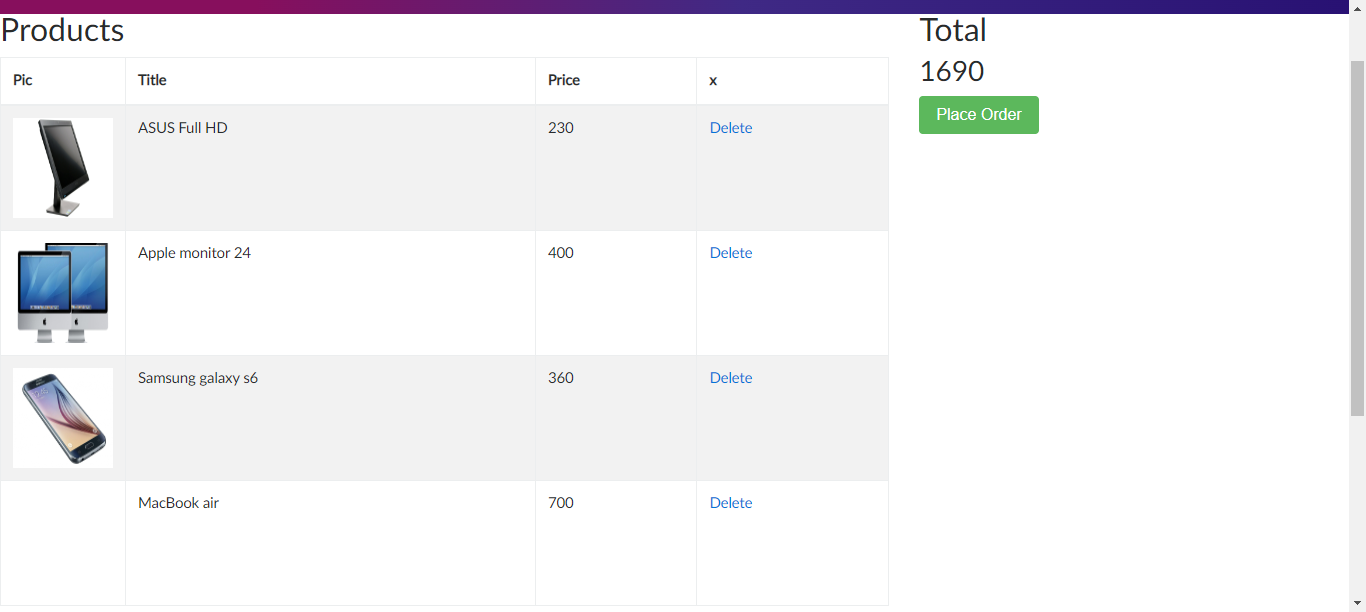 Products
Pic Title Price x
ASUS Full HD 230 Delete
Apple monitor 24 400 Delete
Samsung galaxy s6 360 Delete
MacBook air 700 Delete
Total
1690
Place Order